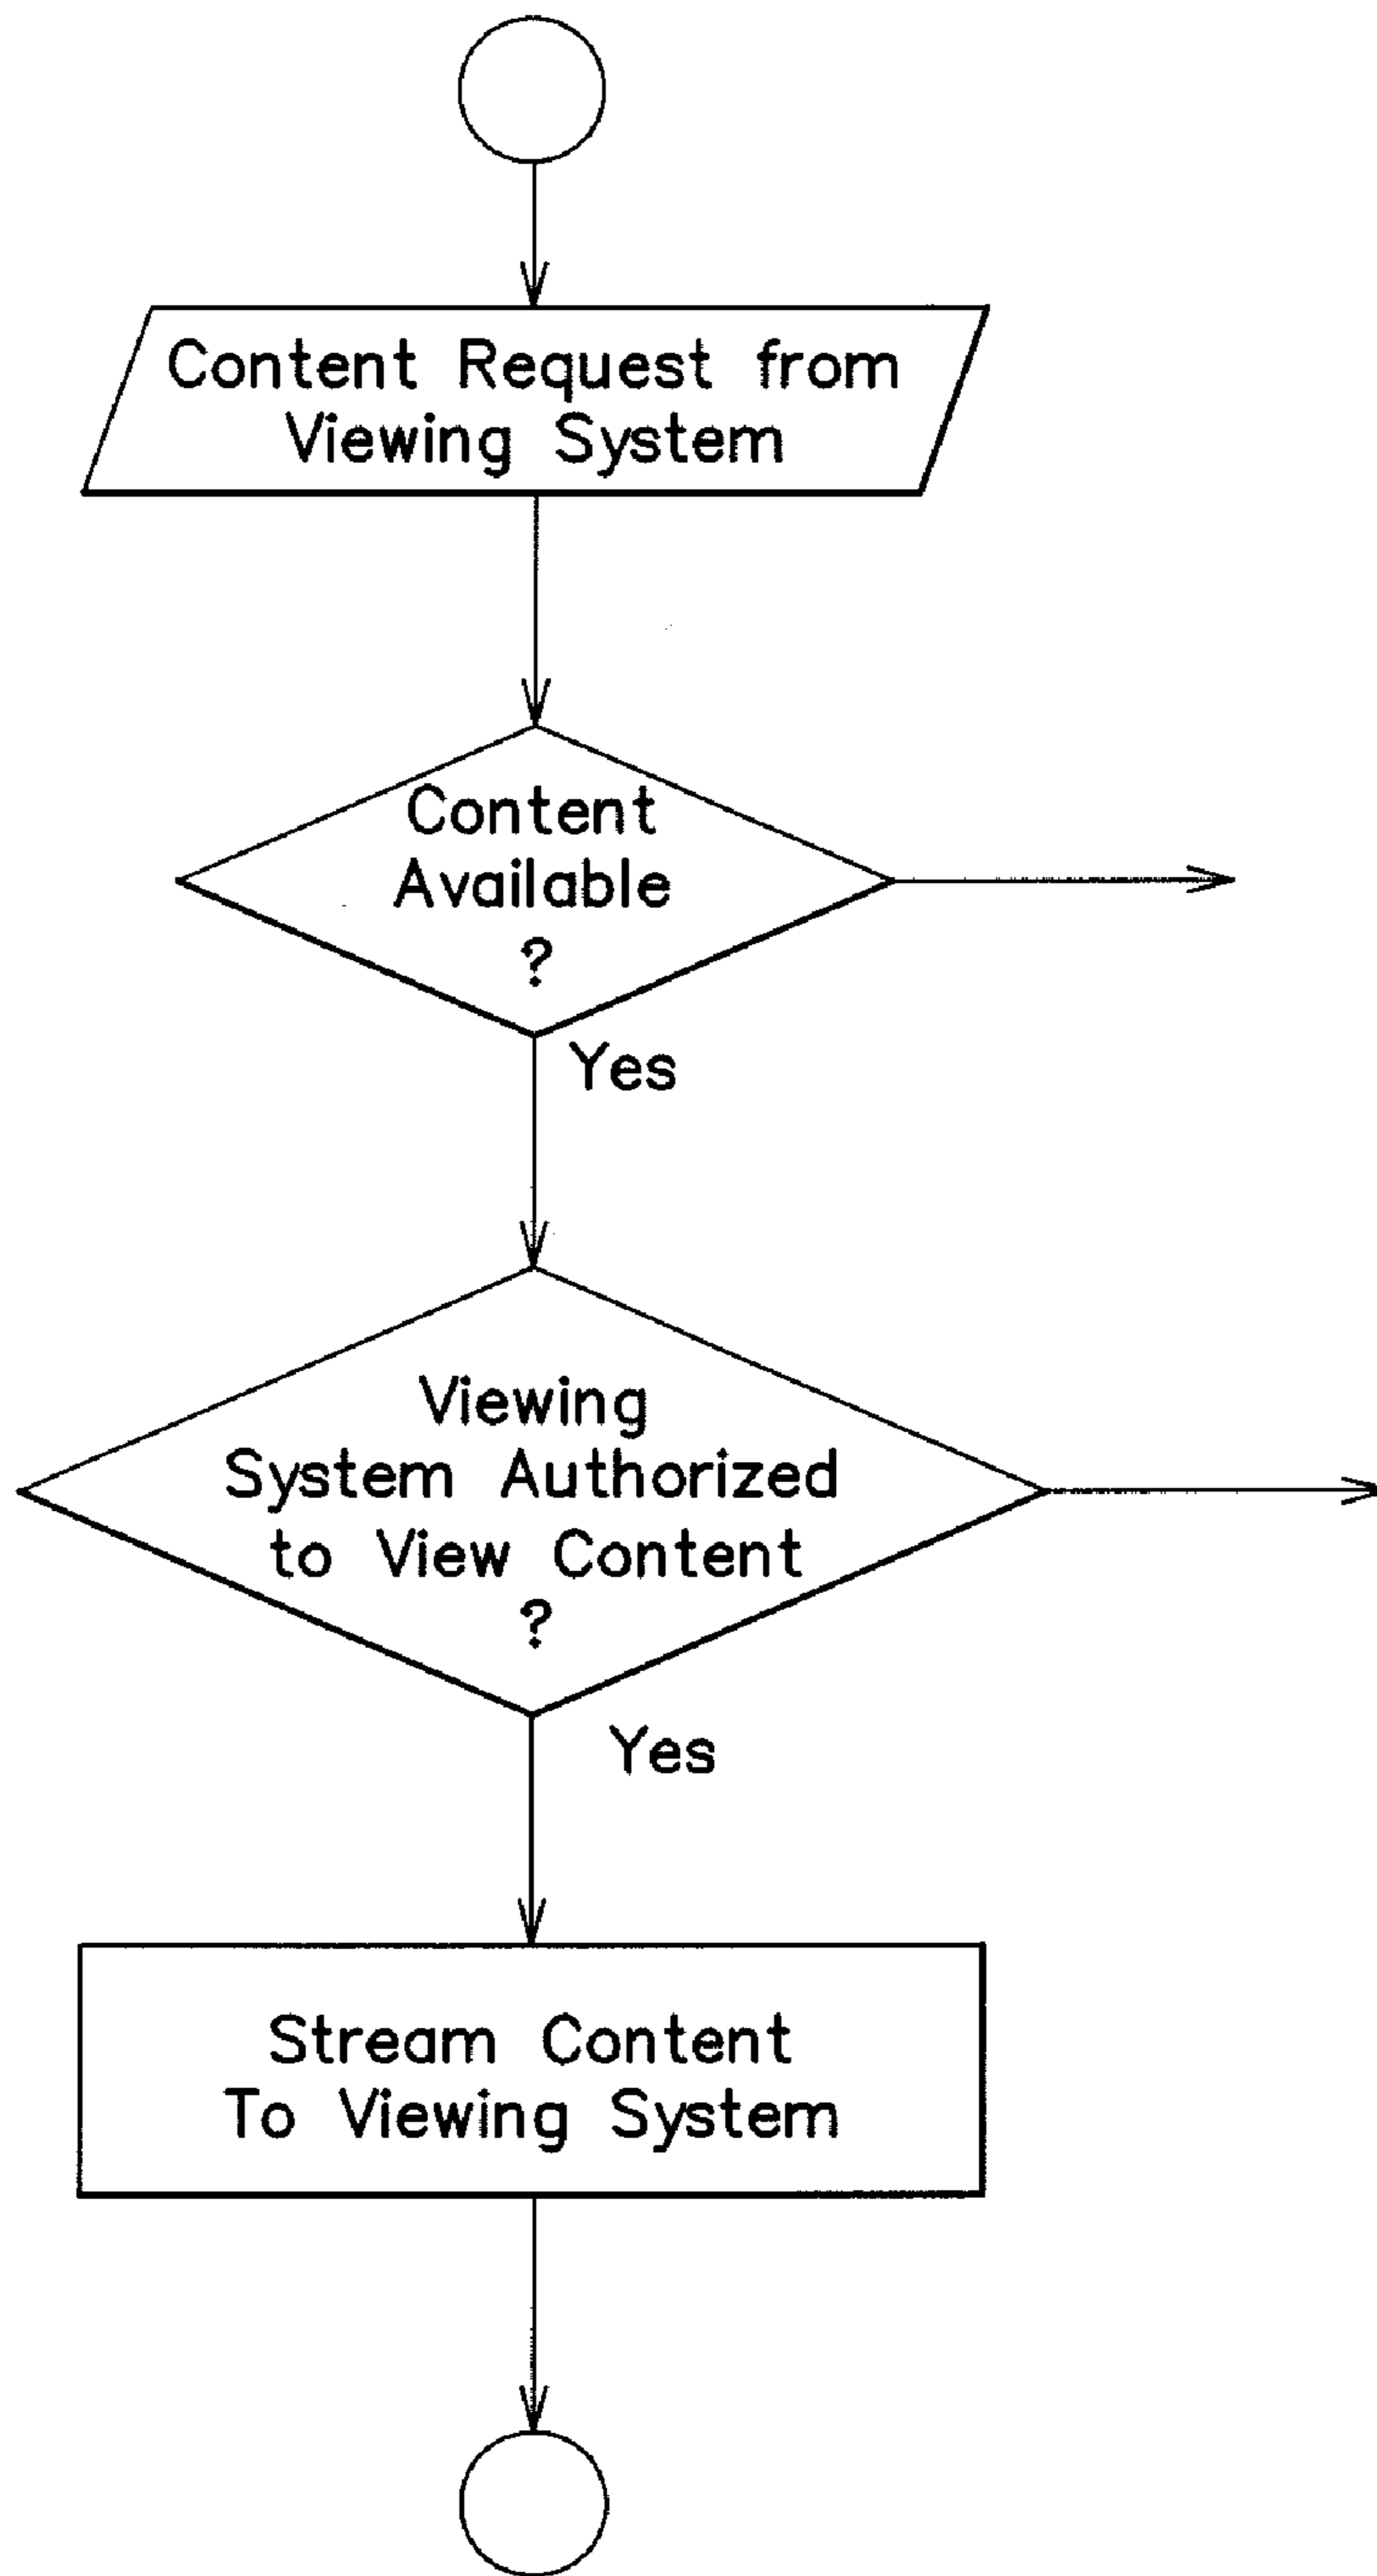 Content Request from
Viewing System
Content
Available
?
Yes
Viewing
System Authorized
to View Content
?
Yes
Stream Content
To Viewing System